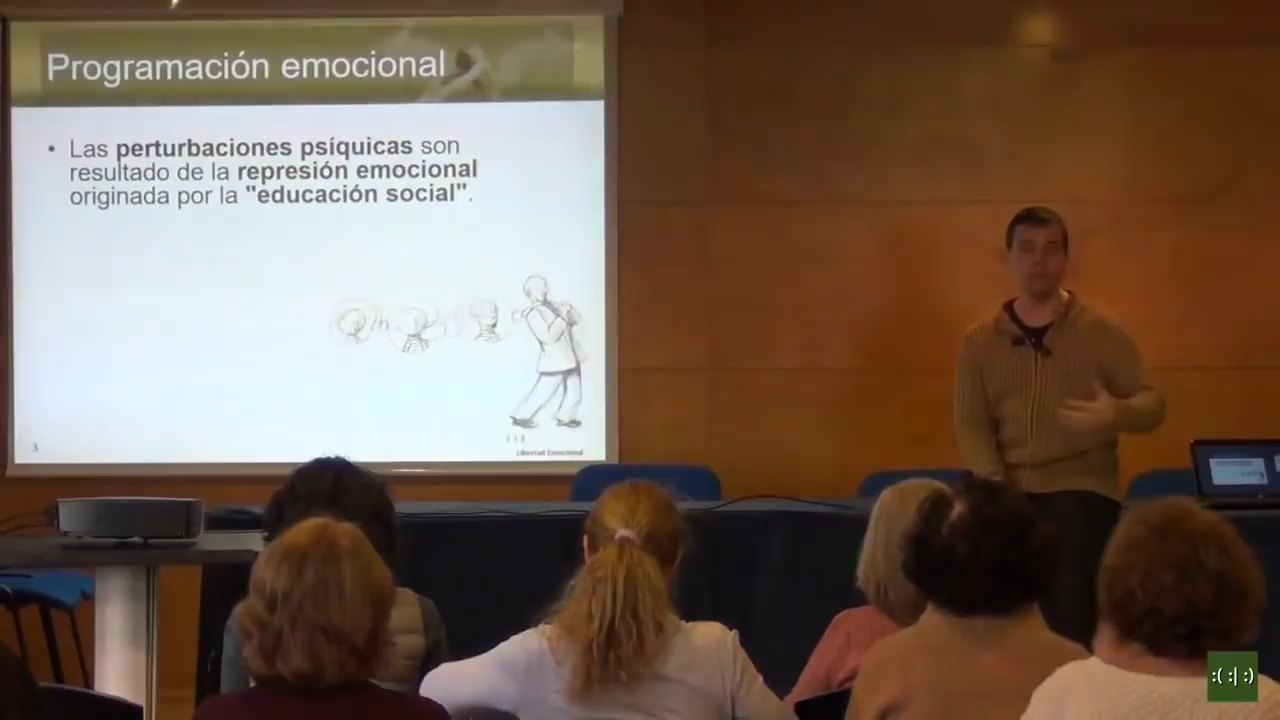 Programación emocional
• Las perturbaciones psíquicas son
resultado de la represión emocional
originada por la "educación social".
3
Libertad Emocional
:( :| :)